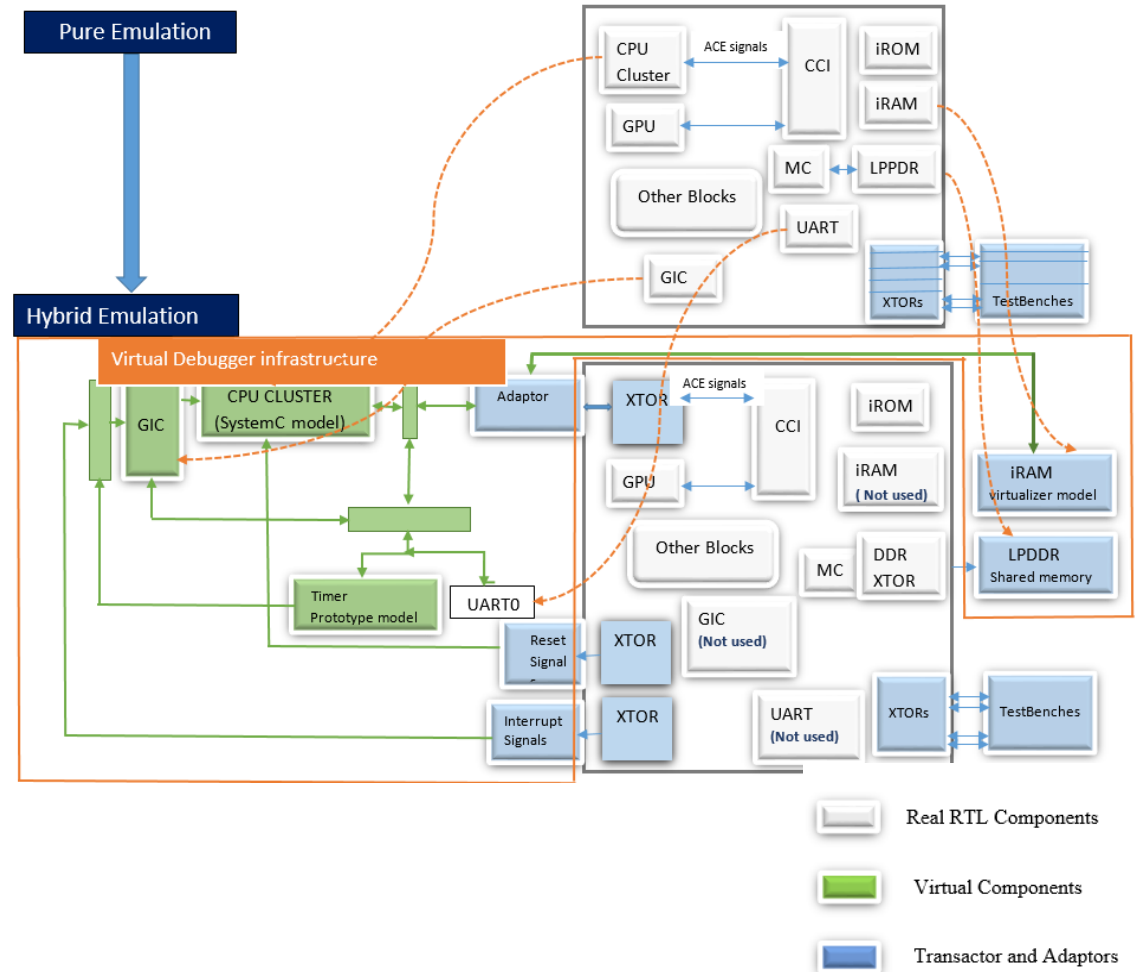 Pure Emulation
CPU
Cluster
ACE signals
CCI
iROM
iRAM
GPU
MC
LPPDR
Other Blocks
UART
GIC
XTORs
TestBenches
Hybrid Emulation
Virtual Debugger infrastructure
GIC
CPU CLUSTER
(SystemC model)
Adaptor
XTOR
ACE signals
CCI
iROM
iRAM
( Not used)
GPU
iRAM
virtualizer model
Other Blocks
MC
DDR
XTOR
LPDDR
Shared memory
Timer
Prototype model
UART0
GIC
(Not used)
Reset
Signal
XTOR
Interrupt
Signals
XTOR
UART
(Not used)
XTORs
TestBenches
Real RTL Components
Virtual Components
Transactor and Adaptors